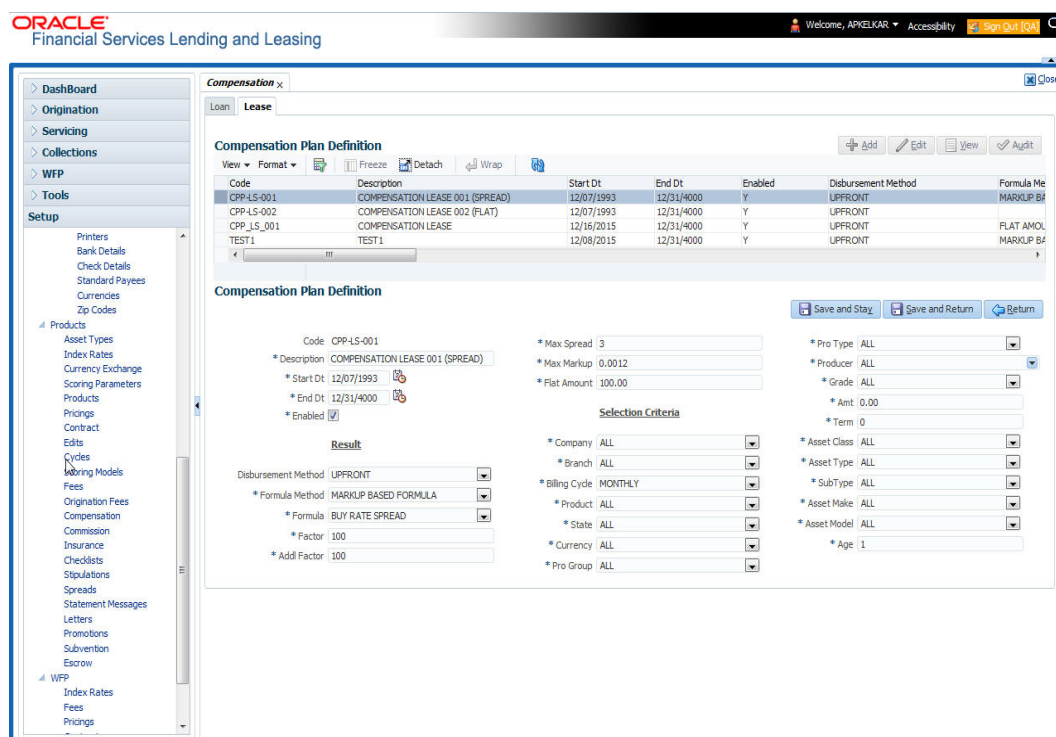 ORACLE
Financial Services Lending and Leasing
Welcome, APKELKAR
Accessibility
Sign Out [QA]
DashBoard
Origination
Servicing
Collections
WFP
Tools
Setup
Printers
Bank Details
Check Details
Standard Payees
Currencies
Zip Codes
Products
Asset Types
Index Rates
Currency Exchange
Scoring Parameters
Products
Pricings
Contract
Edits
Cycles
Scoring Models
Fees
Origination Fees
Compensation
Commission
Insurance
Checklists
Stipulations
Spreads
Statement Messages
Letters
Promotions
Subvention
Escrow
WFP
Index Rates
Fees
Pricings
Compensation
Close
Loan Lease
Compensation Plan Definition
Add Edit View Audit
View Format Freeze Detach Wrap
Code Description Start Dt End Dt Enabled Disbursement Method Formula Me
CPP-LS-001 COMPENSATION LEASE 001 (SPREAD) 12/07/1993 12/31/4000 Y UPFRONT MARKUP BA
CPP-LS-002 COMPENSATION LEASE 002 (FLAT) 12/07/1993 12/31/4000 Y UPFRONT
CPP_LS_001 COMPENSATION LEASE 12/16/2015 12/31/4000 Y UPFRONT FLAT AMOU
TEST1 TEST1 12/08/2015 12/31/4000 Y UPFRONT MARKUP BA
Compensation Plan Definition
Save and Stay Save and Return Return
Code CPP-LS-001
* Description COMPENSATION LEASE 001 (SPREAD)
* Start Dt 12/07/1993
* End Dt 12/31/4000
* Enabled
Result
Disbursement Method UPFRONT
* Formula Method MARKUP BASED FORMULA
* Formula BUY RATE SPREAD
* Factor 100
* Addl Factor 100
* Max Spread 3
* Max Markup 0.0012
* Flat Amount 100.00
Selection Criteria
* Company ALL
* Branch ALL
* Billing Cycle MONTHLY
* Product ALL
* State ALL
* Currency ALL
* Pro Group ALL
* Pro Type ALL
* Producer ALL
* Grade ALL
* Amt 0.00
* Term 0
* Asset Class ALL
* Asset Type ALL
* SubType ALL
* Asset Make ALL
* Asset Model ALL
* Age 1